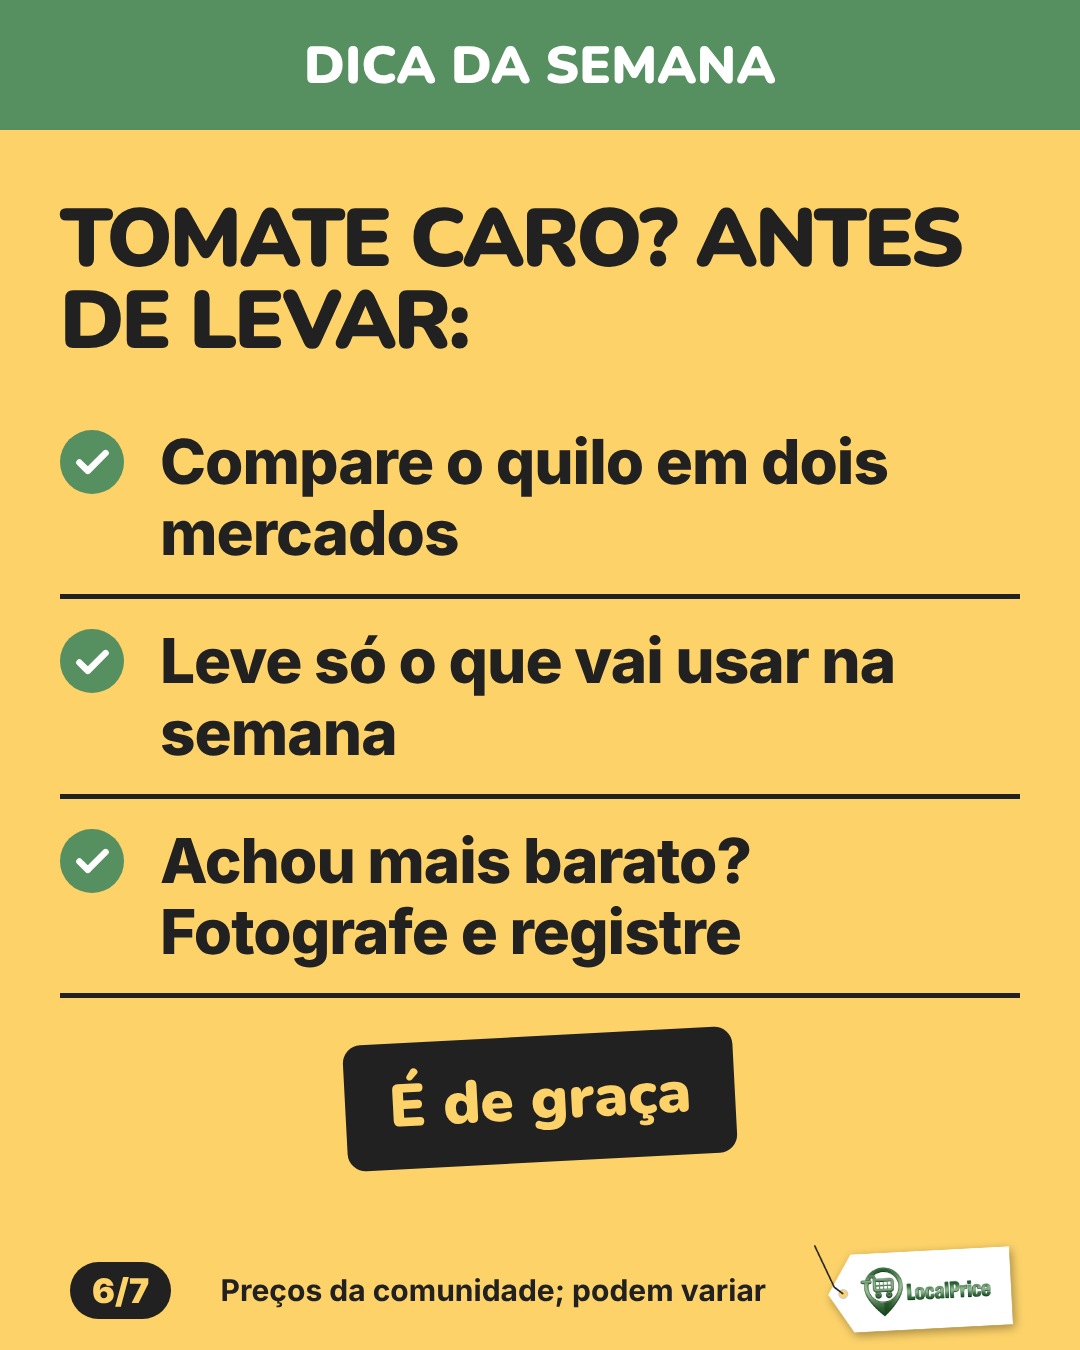 DICA DA SEMANA
TOMATE CARO? ANTES
DE LEVAR:
Compare o quilo em dois
mercados
Leve só o que vai usar na
semana
Achou mais barato?
Fotografe e registre
É de graça
6/7
Preços da comunidade; podem variar
LocalPrice